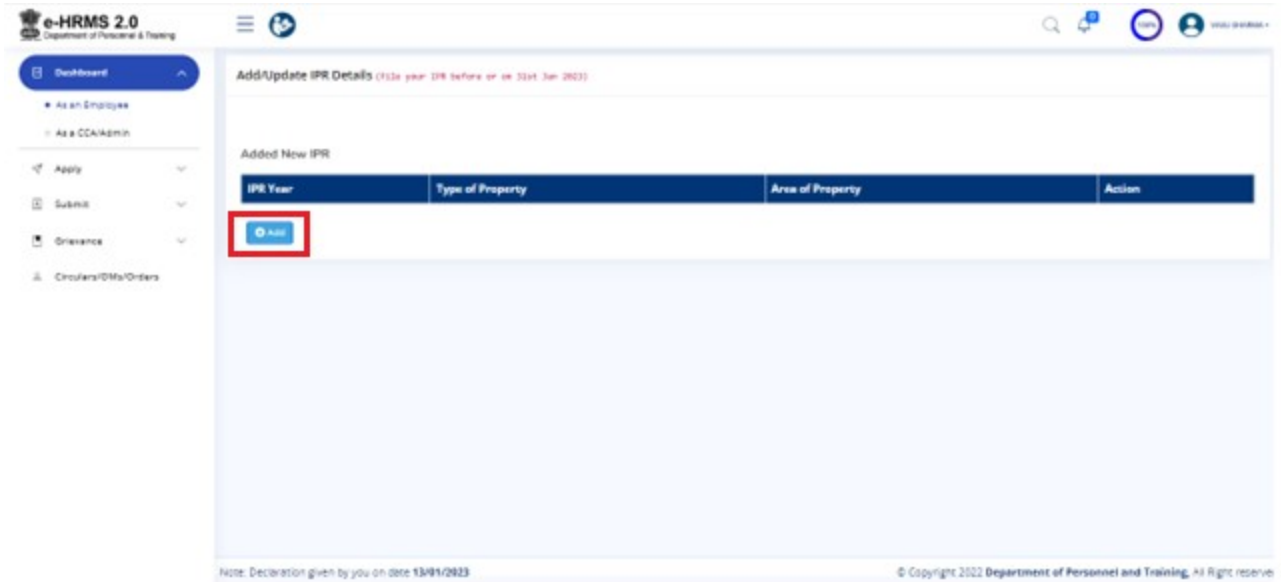 e-HRMS 2.0
Department of Personnel & Training
0
100%
Dashboard
As an Employee
As a CCA/Admin
Apply
Submit
Grievance
Circulars/OMs/Orders
Add/Update IPR Details (File your IPR before or on 31st Jan 2023)
Added New IPR
IPR Year Type of Property Area of Property Action
Add
Note: Declaration given by you on date 13/01/2023
© Copyright 2022 Department of Personnel and Training, All Right reserve